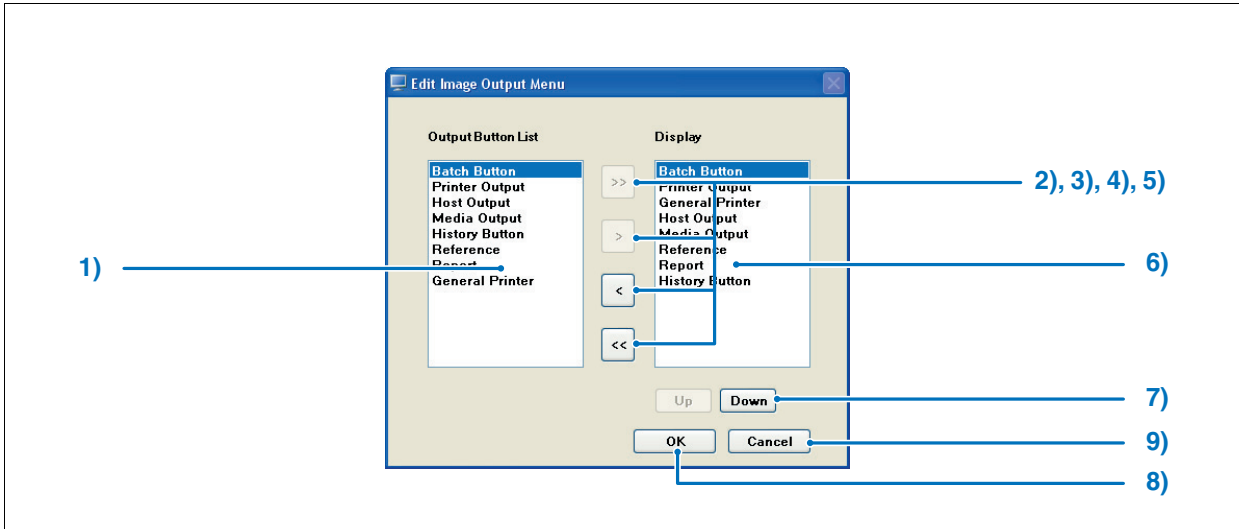 Edit Image Output Menu
Output Button List
Display
Batch Button
Printer Output
Host Output
Media Output
History Button
Reference
Report
General Printer
>>
>
<
<<
Batch Button
Printer Output
General Printer
Host Output
Media Output
Reference
Report
History Button
Up
Down
OK
Cancel
1)
2), 3), 4), 5)
6)
7)
9)
8)